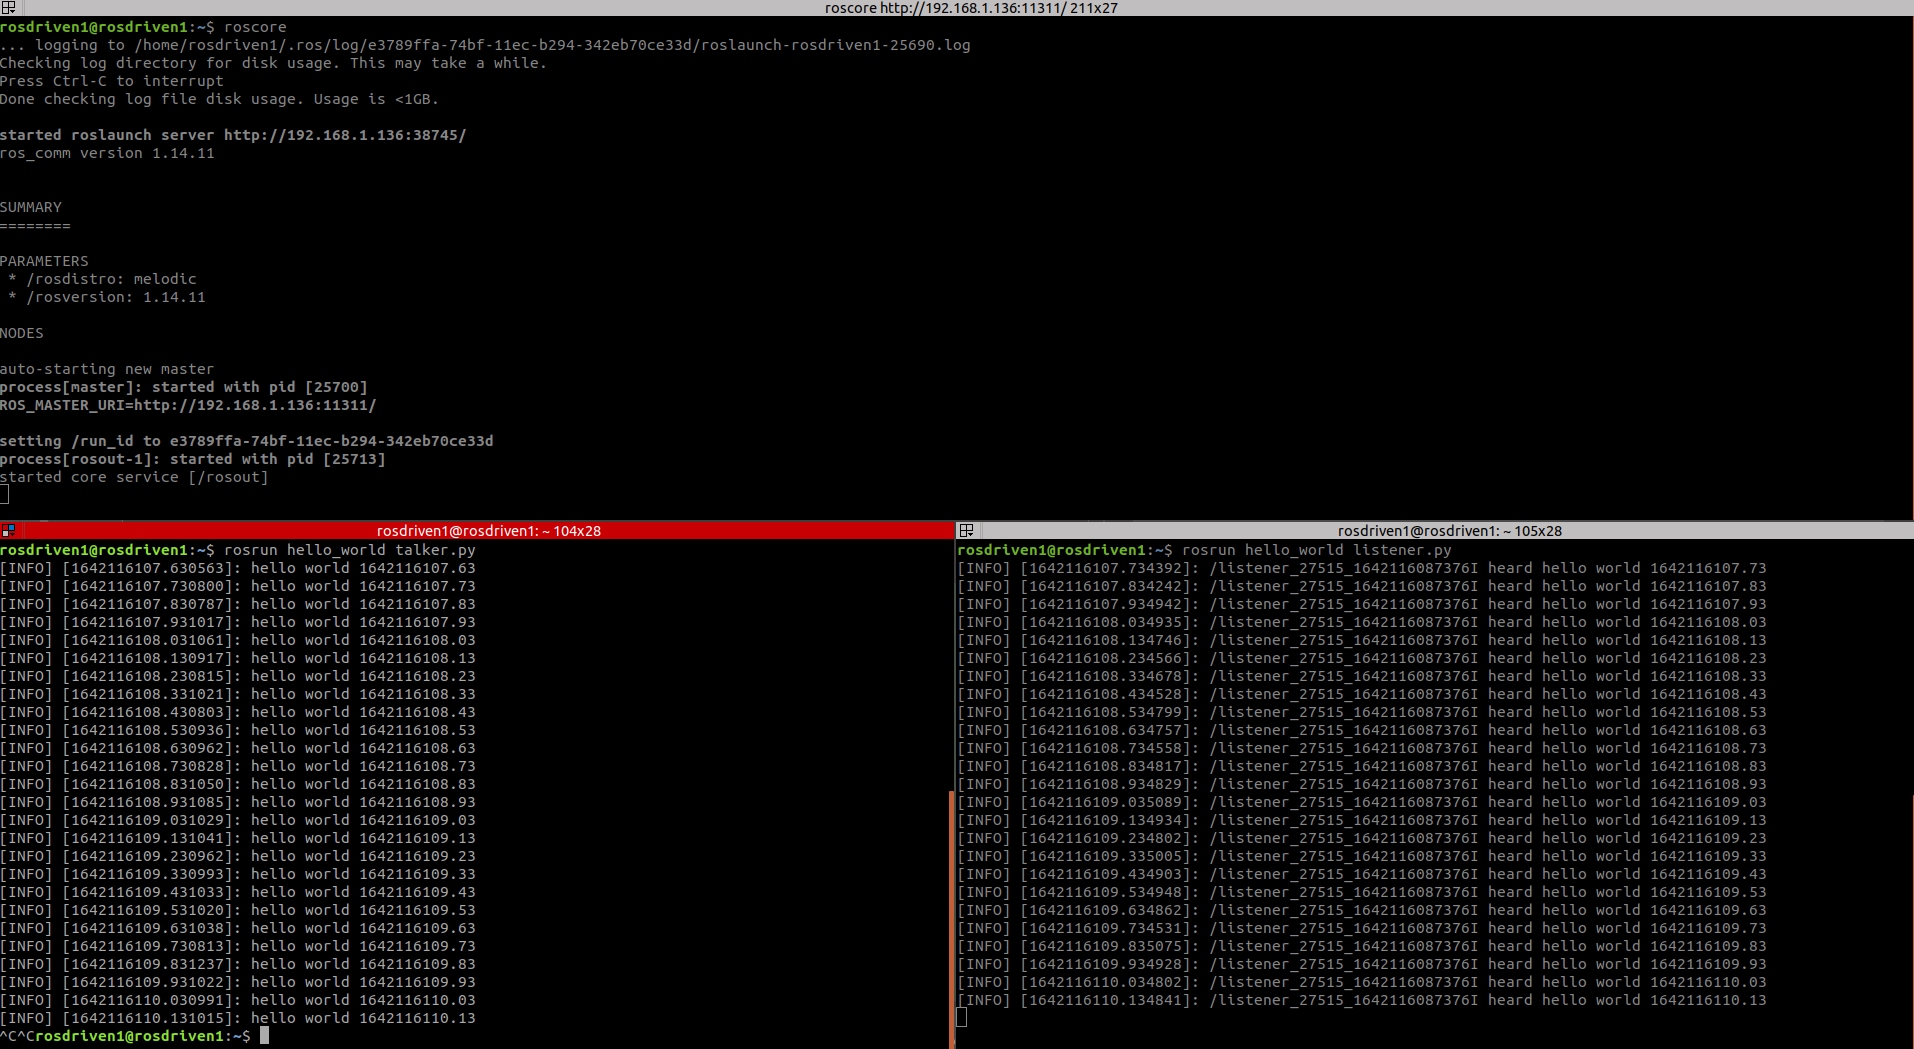 roscore http://192.168.1.136:11311/ 211x27
rosdriven1@rosdriven1:~$ roscore
... logging to /home/rosdriven1/.ros/log/e3789ffa-74bf-11ec-b294-342eb70ce33d/roslaunch-rosdriven1-25690.log
Checking log directory for disk usage. This may take a while.
Press Ctrl-C to interrupt
Done checking log file disk usage. Usage is <1GB.
started roslaunch server http://192.168.1.136:38745/
ros_comm version 1.14.11
SUMMARY
========
PARAMETERS
* /rosdistro: melodic
* /rosversion: 1.14.11
NODES
auto-starting new master
process[master]: started with pid [25700]
ROS_MASTER_URI=http://192.168.1.136:11311/
setting /run_id to e3789ffa-74bf-11ec-b294-342eb70ce33d
process[rosout-1]: started with pid [25713]
started core service [/rosout]
rosdriven1@rosdriven1: ~ 104x28
rosdriven1@rosdriven1:~$ rosrun hello_world talker.py
[INFO] [1642116107.630563]: hello world 1642116107.63
[INFO] [1642116107.730800]: hello world 1642116107.73
[INFO] [1642116107.830787]: hello world 1642116107.83
[INFO] [1642116107.931017]: hello world 1642116107.93
[INFO] [1642116108.031061]: hello world 1642116108.03
[INFO] [1642116108.130917]: hello world 1642116108.13
[INFO] [1642116108.230815]: hello world 1642116108.23
[INFO] [1642116108.331021]: hello world 1642116108.33
[INFO] [1642116108.430803]: hello world 1642116108.43
[INFO] [1642116108.530936]: hello world 1642116108.53
[INFO] [1642116108.630962]: hello world 1642116108.63
[INFO] [1642116108.730828]: hello world 1642116108.73
[INFO] [1642116108.831050]: hello world 1642116108.83
[INFO] [1642116108.931085]: hello world 1642116108.93
[INFO] [1642116109.031029]: hello world 1642116109.03
[INFO] [1642116109.131041]: hello world 1642116109.13
[INFO] [1642116109.230962]: hello world 1642116109.23
[INFO] [1642116109.330993]: hello world 1642116109.33
[INFO] [1642116109.431033]: hello world 1642116109.43
[INFO] [1642116109.531020]: hello world 1642116109.53
[INFO] [1642116109.631038]: hello world 1642116109.63
[INFO] [1642116109.730813]: hello world 1642116109.73
[INFO] [1642116109.831237]: hello world 1642116109.83
[INFO] [1642116109.931022]: hello world 1642116109.93
[INFO] [1642116110.030991]: hello world 1642116110.03
[INFO] [1642116110.131015]: hello world 1642116110.13
^C^Crosdriven1@rosdriven1:~$
rosdriven1@rosdriven1: ~ 105x28
rosdriven1@rosdriven1:~$ rosrun hello_world listener.py
[INFO] [1642116107.734392]: /listener_27515_1642116087376I heard hello world 1642116107.73
[INFO] [1642116107.834242]: /listener_27515_1642116087376I heard hello world 1642116107.83
[INFO] [1642116107.934942]: /listener_27515_1642116087376I heard hello world 1642116107.93
[INFO] [1642116108.034935]: /listener_27515_1642116087376I heard hello world 1642116108.03
[INFO] [1642116108.134746]: /listener_27515_1642116087376I heard hello world 1642116108.13
[INFO] [1642116108.234566]: /listener_27515_1642116087376I heard hello world 1642116108.23
[INFO] [1642116108.334678]: /listener_27515_1642116087376I heard hello world 1642116108.33
[INFO] [1642116108.434528]: /listener_27515_1642116087376I heard hello world 1642116108.43
[INFO] [1642116108.534799]: /listener_27515_1642116087376I heard hello world 1642116108.53
[INFO] [1642116108.634757]: /listener_27515_1642116087376I heard hello world 1642116108.63
[INFO] [1642116108.734558]: /listener_27515_1642116087376I heard hello world 1642116108.73
[INFO] [1642116108.834817]: /listener_27515_1642116087376I heard hello world 1642116108.83
[INFO] [1642116108.934829]: /listener_27515_1642116087376I heard hello world 1642116108.93
[INFO] [1642116109.035089]: /listener_27515_1642116087376I heard hello world 1642116109.03
[INFO] [1642116109.134934]: /listener_27515_1642116087376I heard hello world 1642116109.13
[INFO] [1642116109.234802]: /listener_27515_1642116087376I heard hello world 1642116109.23
[INFO] [1642116109.335005]: /listener_27515_1642116087376I heard hello world 1642116109.33
[INFO] [1642116109.434903]: /listener_27515_1642116087376I heard hello world 1642116109.43
[INFO] [1642116109.534948]: /listener_27515_1642116087376I heard hello world 1642116109.53
[INFO] [1642116109.634862]: /listener_27515_1642116087376I heard hello world 1642116109.63
[INFO] [1642116109.734531]: /listener_27515_1642116087376I heard hello world 1642116109.73
[INFO] [1642116109.835075]: /listener_27515_1642116087376I heard hello world 1642116109.83
[INFO] [1642116109.934928]: /listener_27515_1642116087376I heard hello world 1642116109.93
[INFO] [1642116110.034802]: /listener_27515_1642116087376I heard hello world 1642116110.03
[INFO] [1642116110.134841]: /listener_27515_1642116087376I heard hello world 1642116110.13